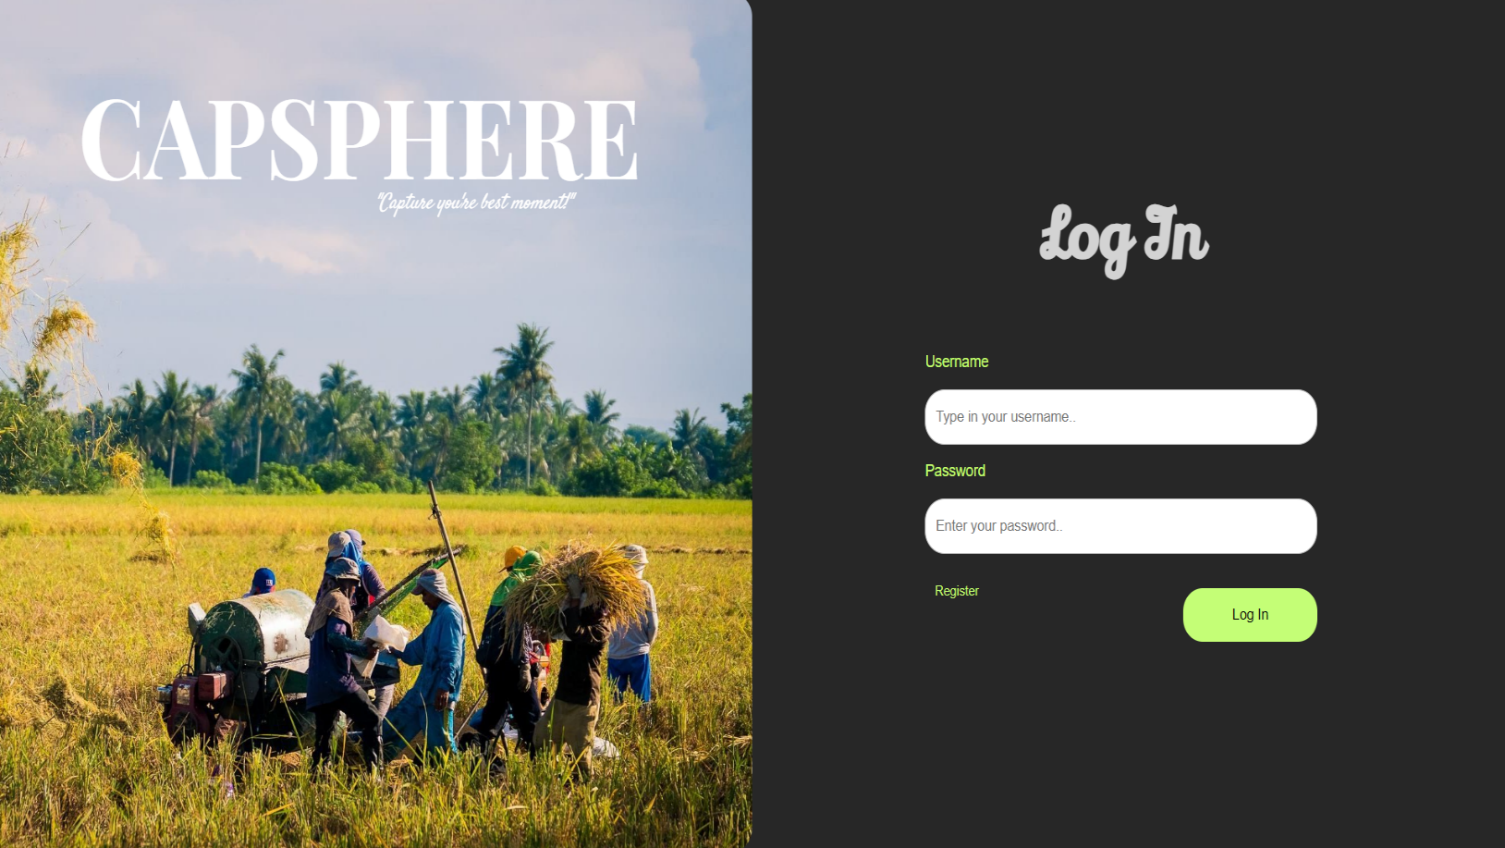 CAPSPHERE
"Capture you're best moment!"
Log In
Username
Type in your username..
Password
Enter your password..
Register
Log In